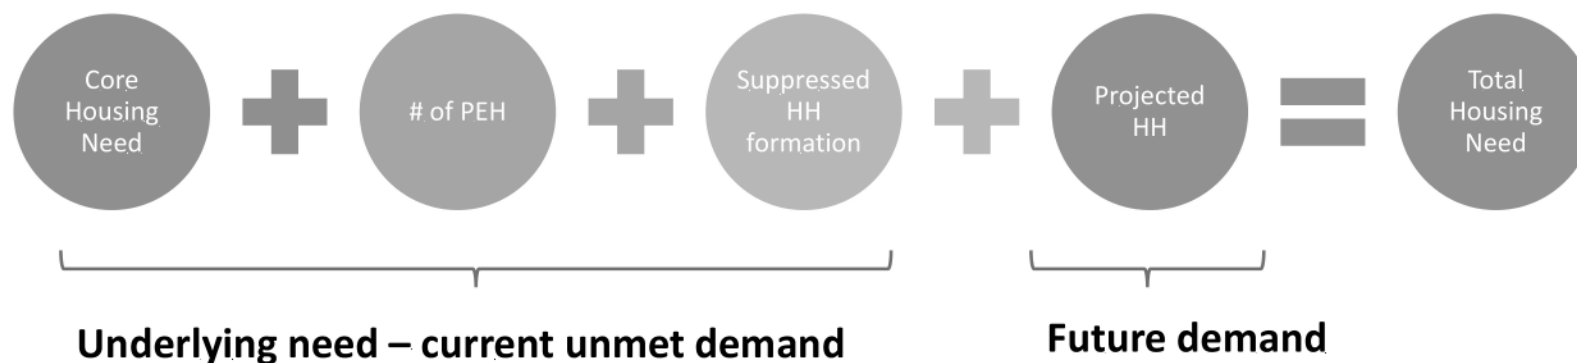 Core
Housing
Need
# of PEH
Suppressed
HH
formation
Projected
HH
Total
Housing
Need
Underlying need – current unmet demand
Future demand